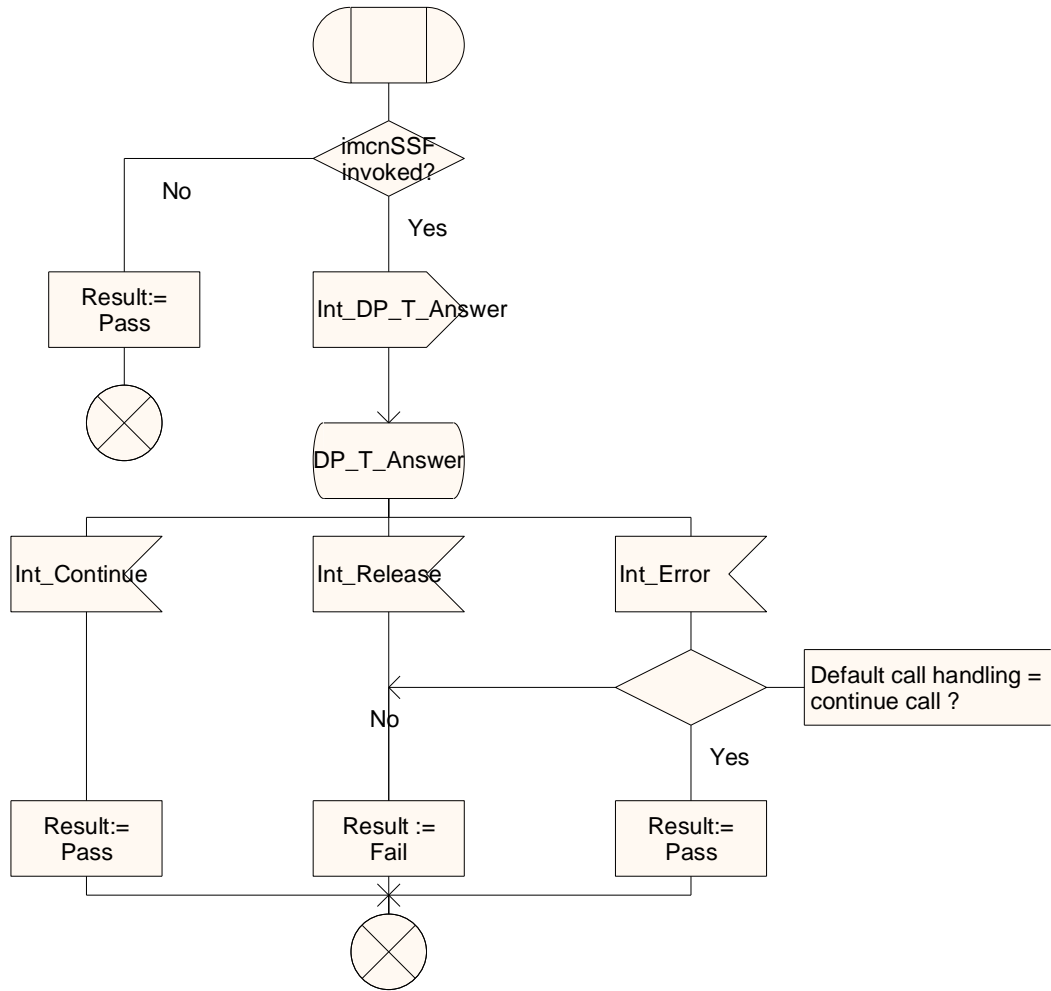 imcnSSF
invoked?
No
Yes
Result:=
Pass
Int_DP_T_Answer
DP_T_Answer
Int_Continue
Int_Release
Int_Error
Default call handling =
continue call ?
No
Yes
Result:=
Pass
Result :=
Fail
Result:=
Pass